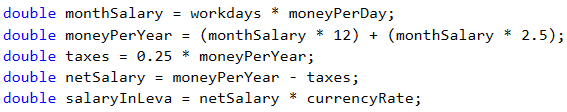 double monthSalary = workdays * moneyPerDay;
double moneyPerYear = (monthSalary * 12) + (monthSalary * 2.5);
double taxes = 0.25 * moneyPerYear;
double netSalary = moneyPerYear - taxes;
double salaryInLeva = netSalary * currencyRate;